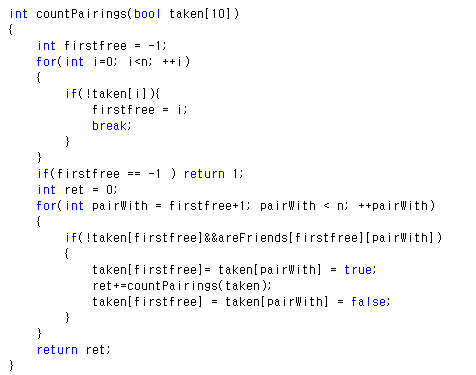 int countPairings(bool taken[10])
{
    int firstfree = -1;
    for(int i=0; i<n; ++i)
    {
        if(!taken[i]){
            firstfree = i;
            break;
        }
    }
    if(firstfree == -1 ) return 1;
    int ret = 0;
    for(int pairWith = firstfree+1; pairWith < n; ++pairWith)
    {
        if(!taken[firstfree]&&areFriends[firstfree][pairWith])
        {
            taken[firstfree]= taken[pairWith] = true;
            ret+=countPairings(taken);
            taken[firstfree] = taken[pairWith] = false;
        }
    }
    return ret;
}